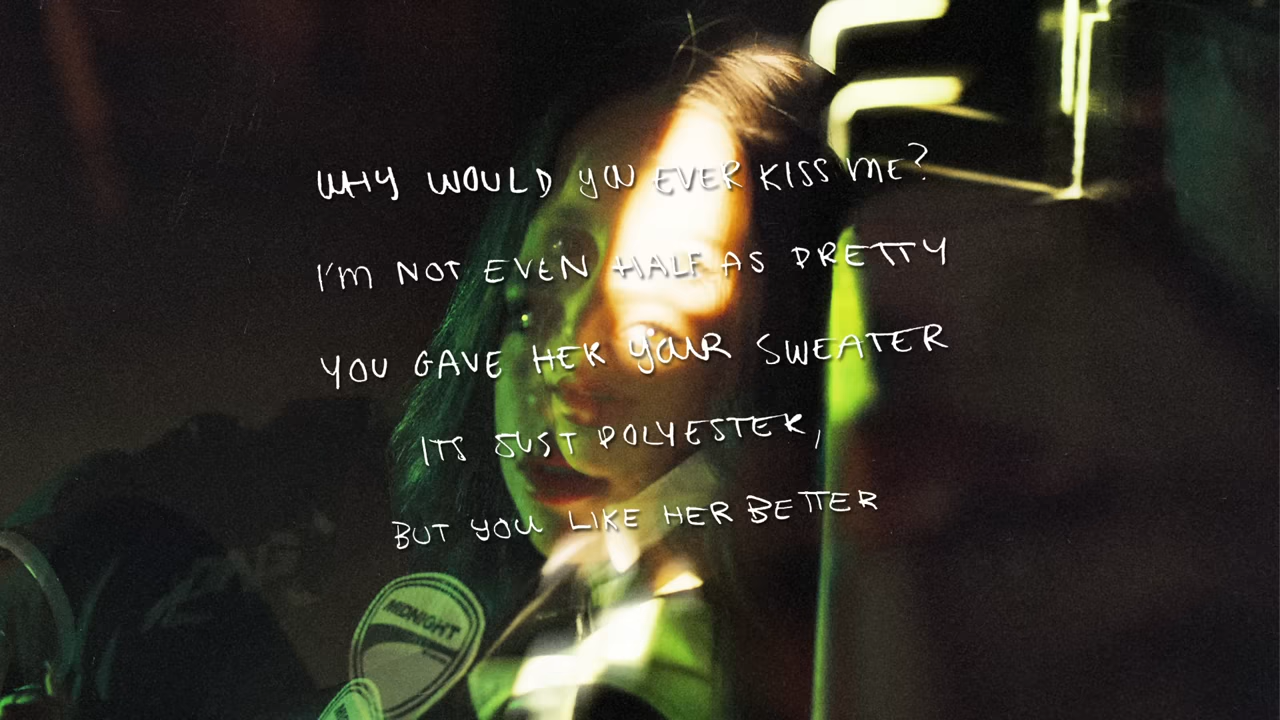 WHY WOULD YOU EVER KISS ME?
I'M NOT EVEN HALF AS PRETTY
YOU GAVE HER YOUR SWEATER
ITS JUST POLYESTER,
BUT YOU LIKE HER BETTER
MIDNIGHT